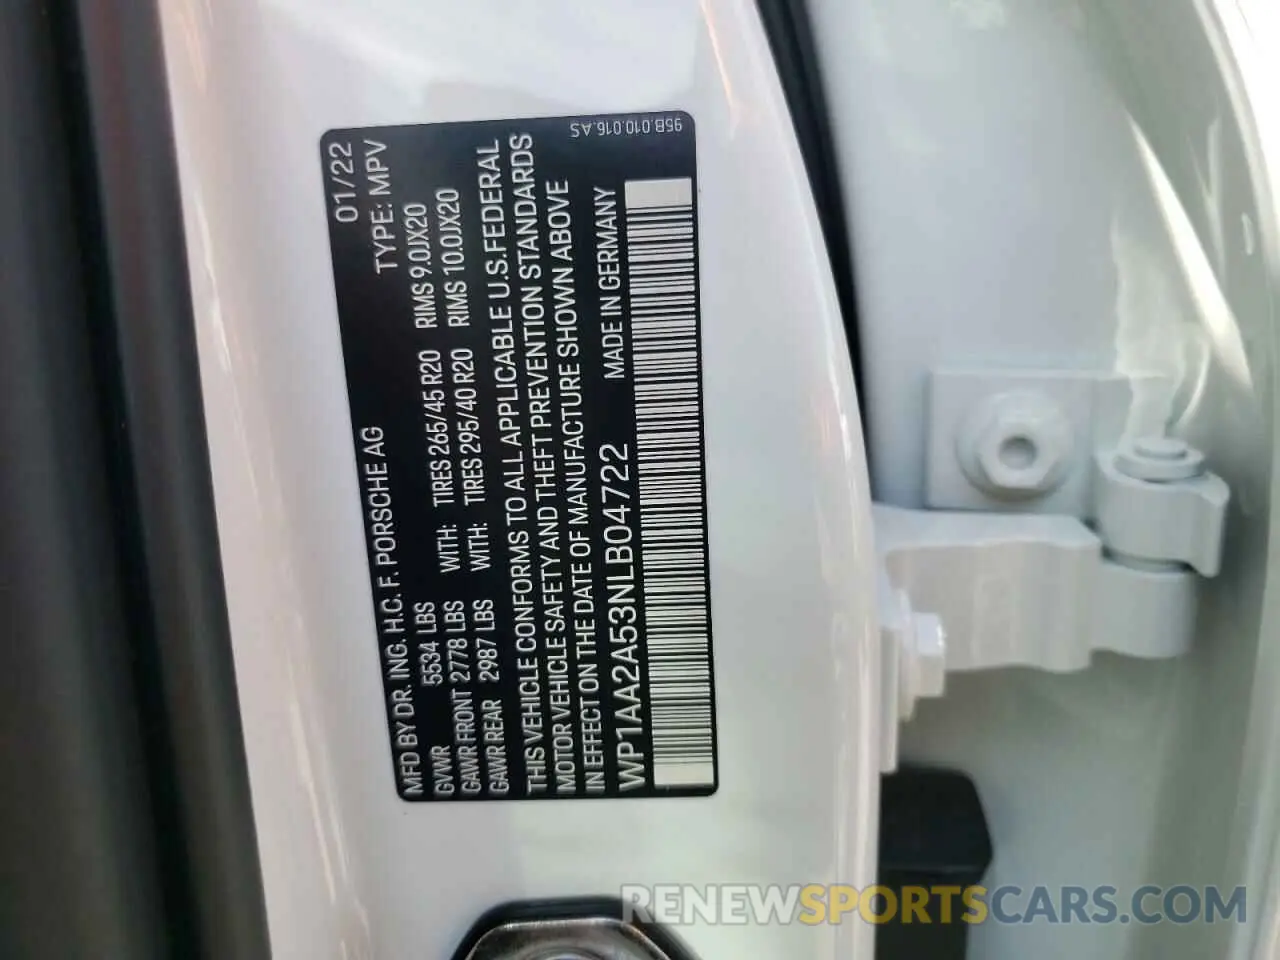 MFD BY DR. ING. H.C. F. PORSCHE AG 01/22
GVWR 5534 LBS TYPE: MPV
GAWR FRONT 2778 LBS WITH: TIRES 265/45 R20 RIMS 9.0JX20
GAWR REAR 2987 LBS WITH: TIRES 295/40 R20 RIMS 10.0JX20
THIS VEHICLE CONFORMS TO ALL APPLICABLE U.S.FEDERAL
MOTOR VEHICLE SAFETY AND THEFT PREVENTION STANDARDS
IN EFFECT ON THE DATE OF MANUFACTURE SHOWN ABOVE
WP1AA2A53NLB04722 MADE IN GERMANY
95B.010.016.AS
RENEWSPORTSCARS.COM